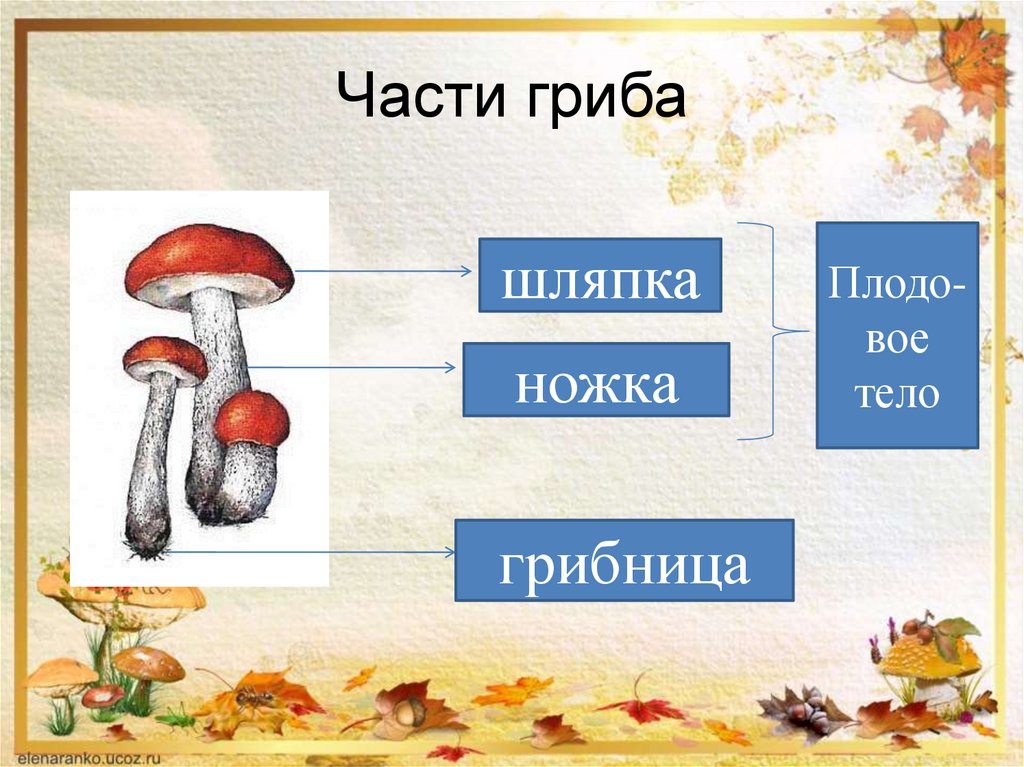 Части гриба
шляпка
ножка
Плодо-
вое
тело
грибница
elenaranko.ucoz.ru